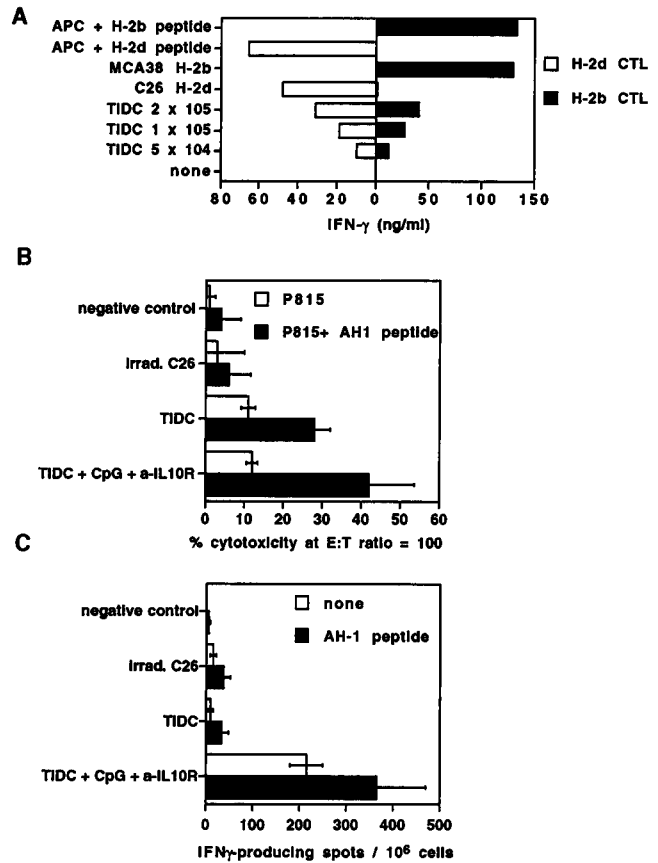 A
APC + H-2b peptide
APC + H-2d peptide
MCA38 H-2b
C26 H-2d
TIDC 2 x 105
TIDC 1 x 105
TIDC 5 x 104
none
80 60 40 20 0 50 100 150
IFN-γ (ng/ml)
H-2d CTL
H-2b CTL
B
negative control
irrad. C26
TIDC
TIDC + CpG + a-IL10R
P815
P815+ AH1 peptide
0 10 20 30 40 50 60
% cytotoxicity at E:T ratio = 100
C
negative control
irrad. C26
TIDC
TIDC + CpG + a-IL10R
none
AH-1 peptide
0 100 200 300 400 500
IFNγ-producing spots / 10⁶ cells